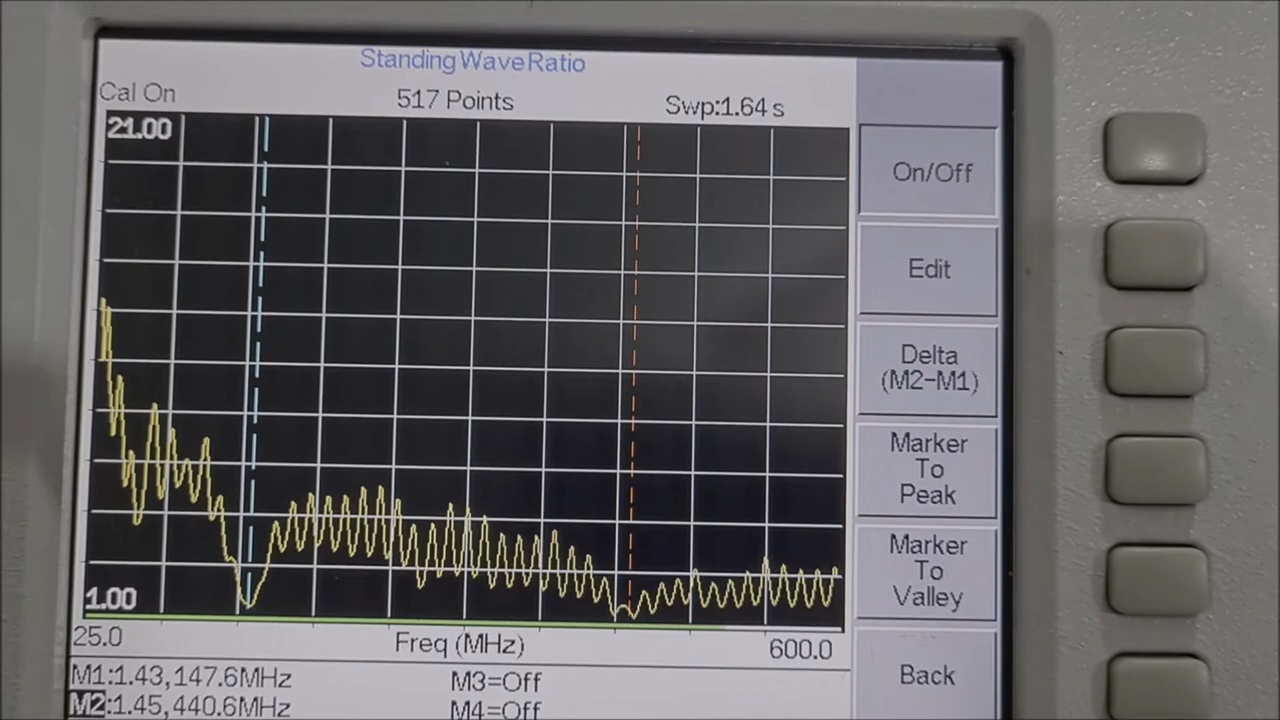 Standing Wave Ratio
Cal On
517 Points
Swp:1.64 s
21.00
1.00
25.0
Freq (MHz)
600.0
M1:1.43,147.6MHz
M3=Off
M2:1.45,440.6MHz
M4=Off
On/Off
Edit
Delta
(M2-M1)
Marker
To
Peak
Marker
To
Valley
Back